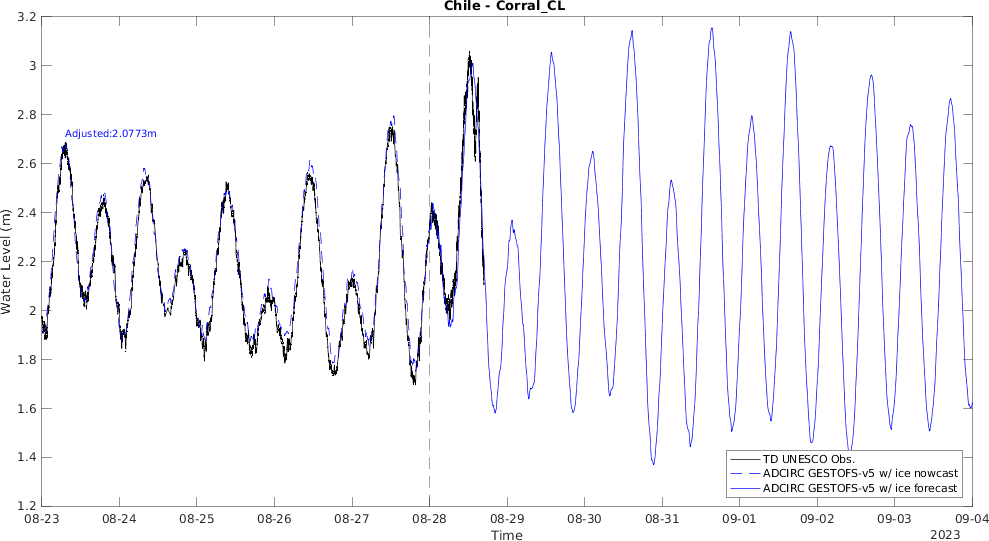 Chile - Corral_CL
3.2
3
2.8
2.6
2.4
2.2
2
1.8
1.6
1.4
1.2
Water Level (m)
Adjusted:2.0773m
TD UNESCO Obs.
ADCIRC GESTOFS-v5 w/ ice nowcast
ADCIRC GESTOFS-v5 w/ ice forecast
08-23 08-24 08-25 08-26 08-27 08-28 08-29 08-30 08-31 09-01 09-02 09-03 09-04
Time
2023